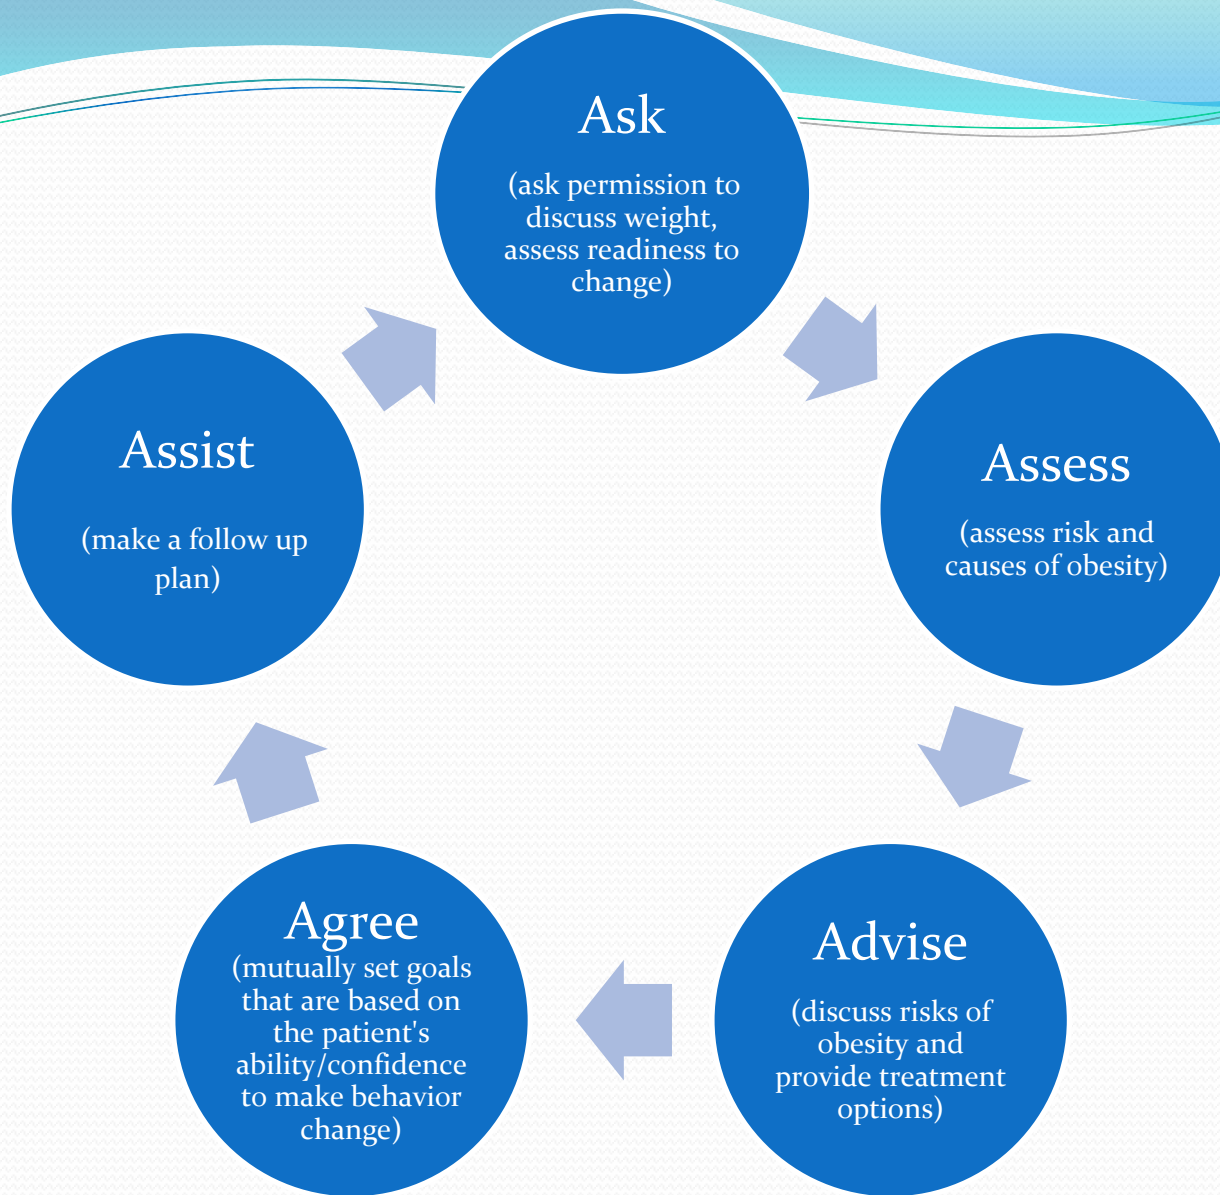 Ask
(ask permission to
discuss weight,
assess readiness to
change)
Assess
(assess risk and
causes of obesity)
Advise
(discuss risks of
obesity and
provide treatment
options)
Agree
(mutually set goals
that are based on
the patient's
ability/confidence
to make behavior
change)
Assist
(make a follow up
plan)